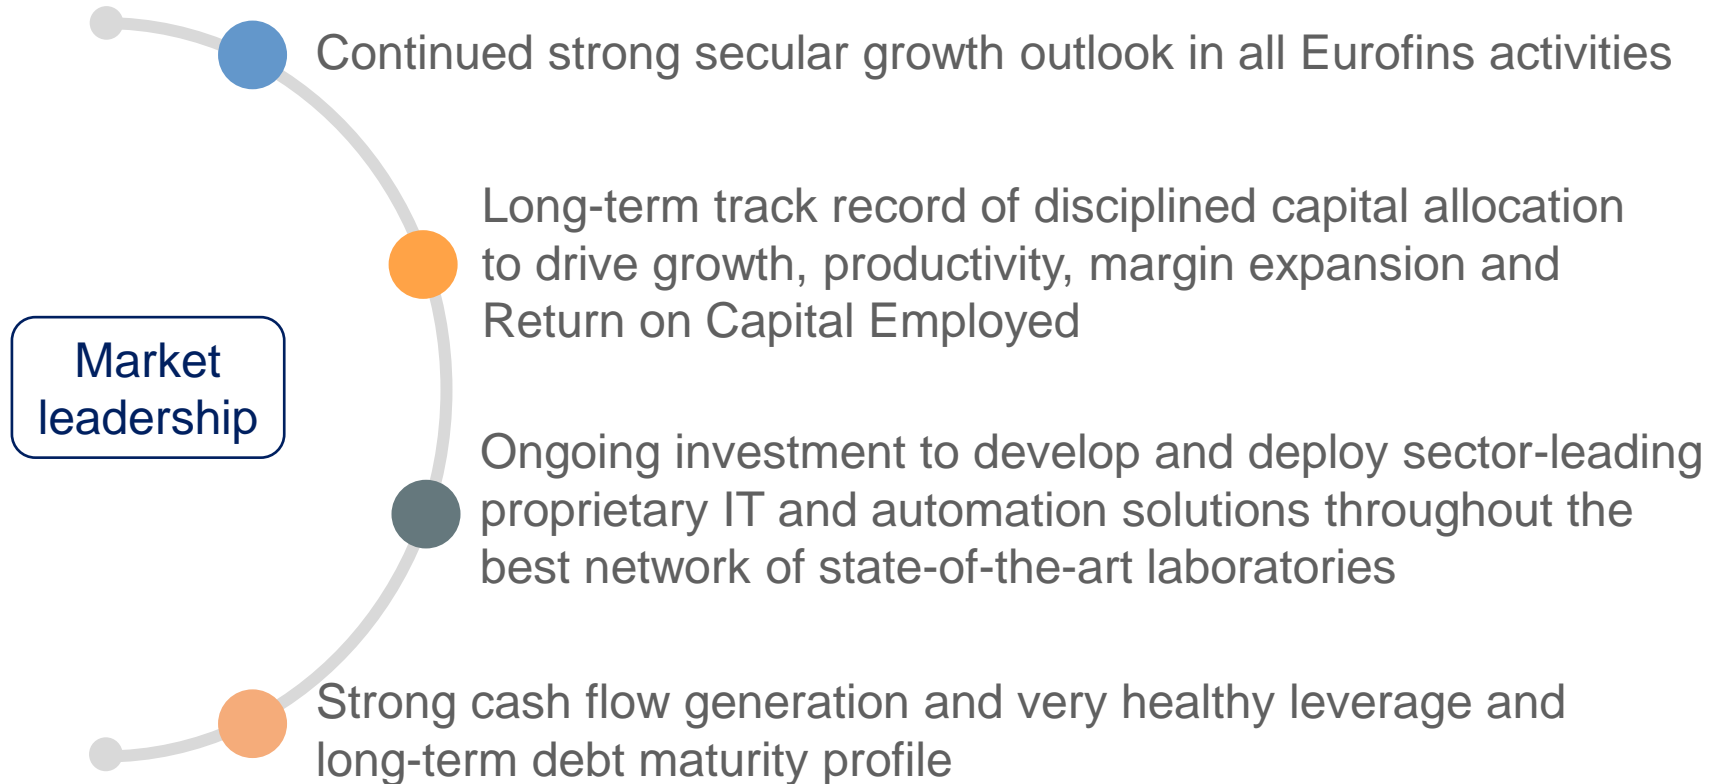 Continued strong secular growth outlook in all Eurofins activities
Long-term track record of disciplined capital allocation
to drive growth, productivity, margin expansion and
Return on Capital Employed
Market
leadership
Ongoing investment to develop and deploy sector-leading
proprietary IT and automation solutions throughout the
best network of state-of-the-art laboratories
Strong cash flow generation and very healthy leverage and
long-term debt maturity profile